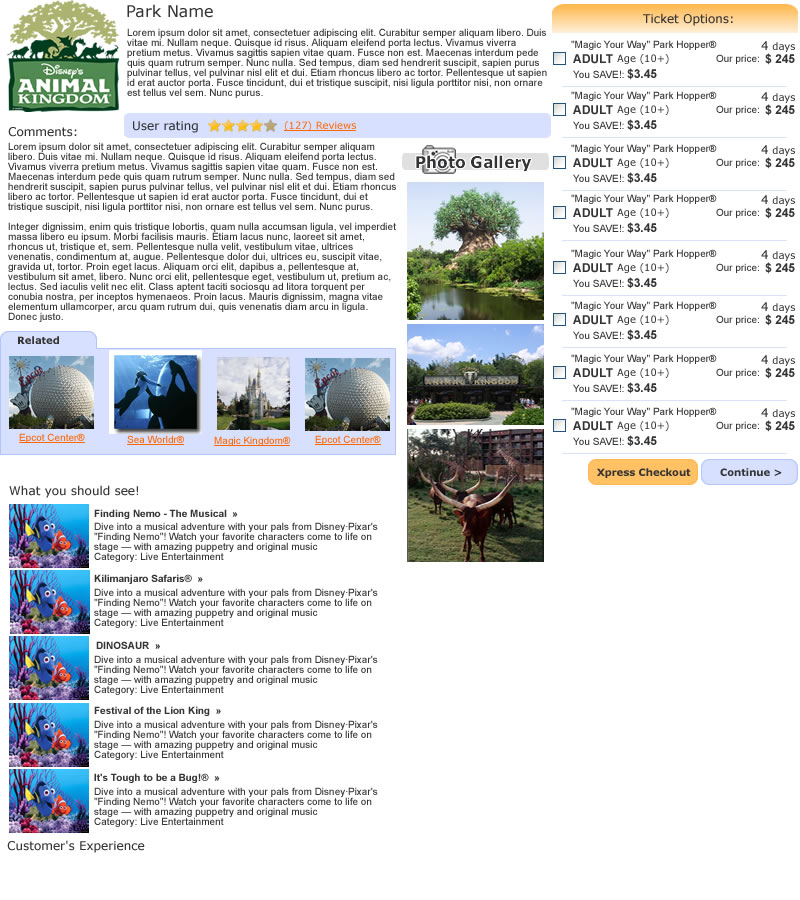 Disney's
ANIMAL
KINGDOM
Park Name
Lorem ipsum dolor sit amet, consectetuer adipiscing elit. Curabitur semper aliquam libero. Duis
vitae mi. Nullam neque. Quisque id risus. Aliquam eleifend porta lectus. Vivamus viverra
pretium metus. Vivamus sagittis sapien vitae quam. Fusce non est. Maecenas interdum pede
quis quam rutrum semper. Nunc nulla. Sed tempus, diam sed hendrerit suscipit, sapien purus
pulvinar tellus, vel pulvinar nisl elit et dui. Etiam rhoncus libero ac tortor. Pellentesque ut sapien
id erat auctor porta. Fusce tincidunt, dui et tristique suscipit, nisi ligula porttitor nisi, non ornare
est tellus vel sem. Nunc purus.
User rating (127) Reviews
Comments:
Lorem ipsum dolor sit amet, consectetuer adipiscing elit. Curabitur semper aliquam
libero. Duis vitae mi. Nullam neque. Quisque id risus. Aliquam eleifend porta lectus.
Vivamus viverra pretium metus. Vivamus sagittis sapien vitae quam. Fusce non est.
Maecenas interdum pede quis quam rutrum semper. Nunc nulla. Sed tempus, diam sed
hendrerit suscipit, sapien purus pulvinar tellus, vel pulvinar nisl elit et dui. Etiam rhoncus
libero ac tortor. Pellentesque ut sapien id erat auctor porta. Fusce tincidunt, dui et
tristique suscipit, nisi ligula porttitor nisi, non ornare est tellus vel sem. Nunc purus.
Integer dignissim, enim quis tristique lobortis, quam nulla accumsan ligula, vel imperdiet
massa libero eu ipsum. Morbi facilisis mauris. Etiam lacus nunc, laoreet sit amet,
rhoncus ut, tristique et, sem. Pellentesque nulla velit, vestibulum vitae, ultrices
venenatis, condimentum at, augue. Pellentesque dolor dui, ultrices eu, suscipit vitae,
gravida ut, tortor. Proin eget lacus. Aliquam orci elit, dapibus a, pellentesque at,
vestibulum sit amet, libero. Nunc orci elit, pellentesque eget, vestibulum ut, pretium ac,
lectus. Sed iaculis velit nec elit. Class aptent taciti sociosqu ad litora torquent per
conubia nostra, per inceptos hymenaeos. Proin lacus. Mauris dignissim, magna vitae
elementum ullamcorper, arcu quam rutrum dui, quis venenatis diam arcu in ligula.
Donec justo.
Related
Epcot Center® Sea Worldr® Magic Kingdom® Epcot Center®
What you should see!
Finding Nemo - The Musical »
Dive into a musical adventure with your pals from Disney·Pixar's
"Finding Nemo"! Watch your favorite characters come to life on
stage — with amazing puppetry and original music
Category: Live Entertainment
Kilimanjaro Safaris® »
Dive into a musical adventure with your pals from Disney·Pixar's
"Finding Nemo"! Watch your favorite characters come to life on
stage — with amazing puppetry and original music
Category: Live Entertainment
DINOSAUR »
Dive into a musical adventure with your pals from Disney·Pixar's
"Finding Nemo"! Watch your favorite characters come to life on
stage — with amazing puppetry and original music
Category: Live Entertainment
Festival of the Lion King »
Dive into a musical adventure with your pals from Disney·Pixar's
"Finding Nemo"! Watch your favorite characters come to life on
stage — with amazing puppetry and original music
Category: Live Entertainment
It's Tough to be a Bug!® »
Dive into a musical adventure with your pals from Disney·Pixar's
"Finding Nemo"! Watch your favorite characters come to life on
stage — with amazing puppetry and original music
Category: Live Entertainment
Customer's Experience
Photo Gallery
Ticket Options:
"Magic Your Way" Park Hopper® 4 days
ADULT Age (10+) Our price: $ 245
You SAVE!: $3.45
"Magic Your Way" Park Hopper® 4 days
ADULT Age (10+) Our price: $ 245
You SAVE!: $3.45
"Magic Your Way" Park Hopper® 4 days
ADULT Age (10+) Our price: $ 245
You SAVE!: $3.45
"Magic Your Way" Park Hopper® 4 days
ADULT Age (10+) Our price: $ 245
You SAVE!: $3.45
"Magic Your Way" Park Hopper® 4 days
ADULT Age (10+) Our price: $ 245
You SAVE!: $3.45
"Magic Your Way" Park Hopper® 4 days
ADULT Age (10+) Our price: $ 245
You SAVE!: $3.45
"Magic Your Way" Park Hopper® 4 days
ADULT Age (10+) Our price: $ 245
You SAVE!: $3.45
"Magic Your Way" Park Hopper® 4 days
ADULT Age (10+) Our price: $ 245
You SAVE!: $3.45
Xpress Checkout Continue >